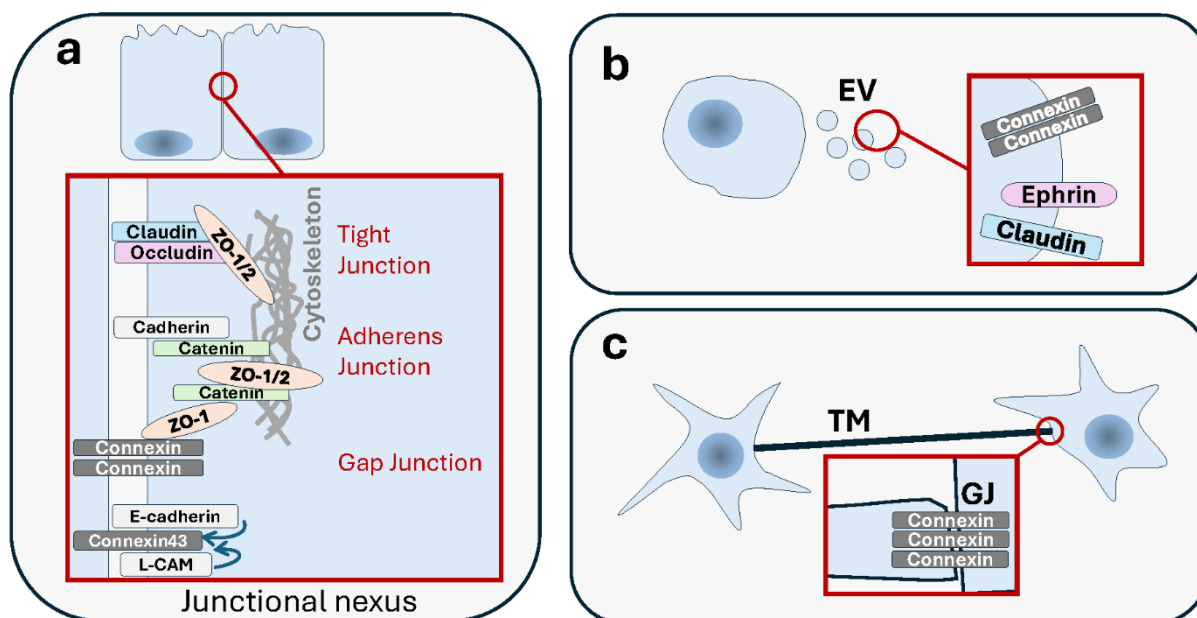 a
Claudin
Occludin
ZO-1/2
Cytoskeleton
Tight
Junction
Cadherin
Catenin
ZO-1/2
Catenin
Adherens
Junction
ZO-1
Connexin
Connexin
Gap Junction
E-cadherin
Connexin43
L-CAM
Junctional nexus
b
EV
Connexin
Connexin
Ephrin
Claudin
c
TM
GJ
Connexin
Connexin
Connexin